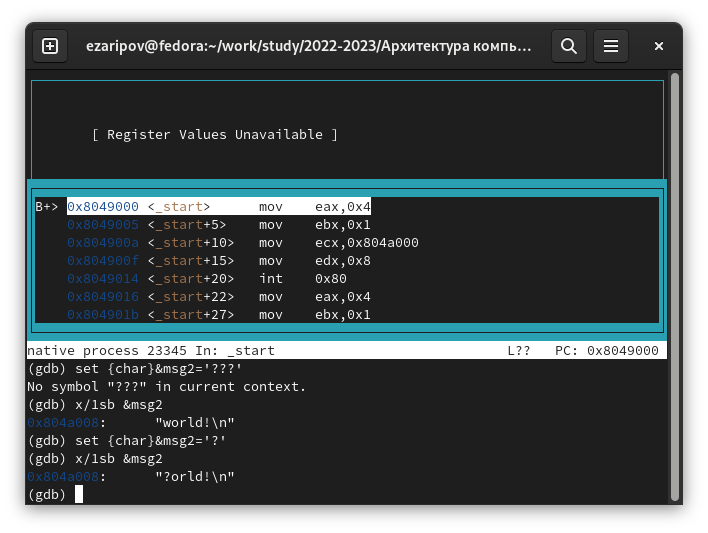 ezaripov@fedora:~/work/study/2022-2023/Архитектура компь…
[ Register Values Unavailable ]
B+> 0x8049000 <_start> mov eax,0x4
0x8049005 <_start+5> mov ebx,0x1
0x804900a <_start+10> mov ecx,0x804a000
0x804900f <_start+15> mov edx,0x8
0x8049014 <_start+20> int 0x80
0x8049016 <_start+22> mov eax,0x4
0x804901b <_start+27> mov ebx,0x1
native process 23345 In: _start L?? PC: 0x8049000
(gdb) set {char}&msg2='???'
No symbol "???" in current context.
(gdb) x/1sb &msg2
0x804a008: "world!\n"
(gdb) set {char}&msg2='?'
(gdb) x/1sb &msg2
0x804a008: "?orld!\n"
(gdb)